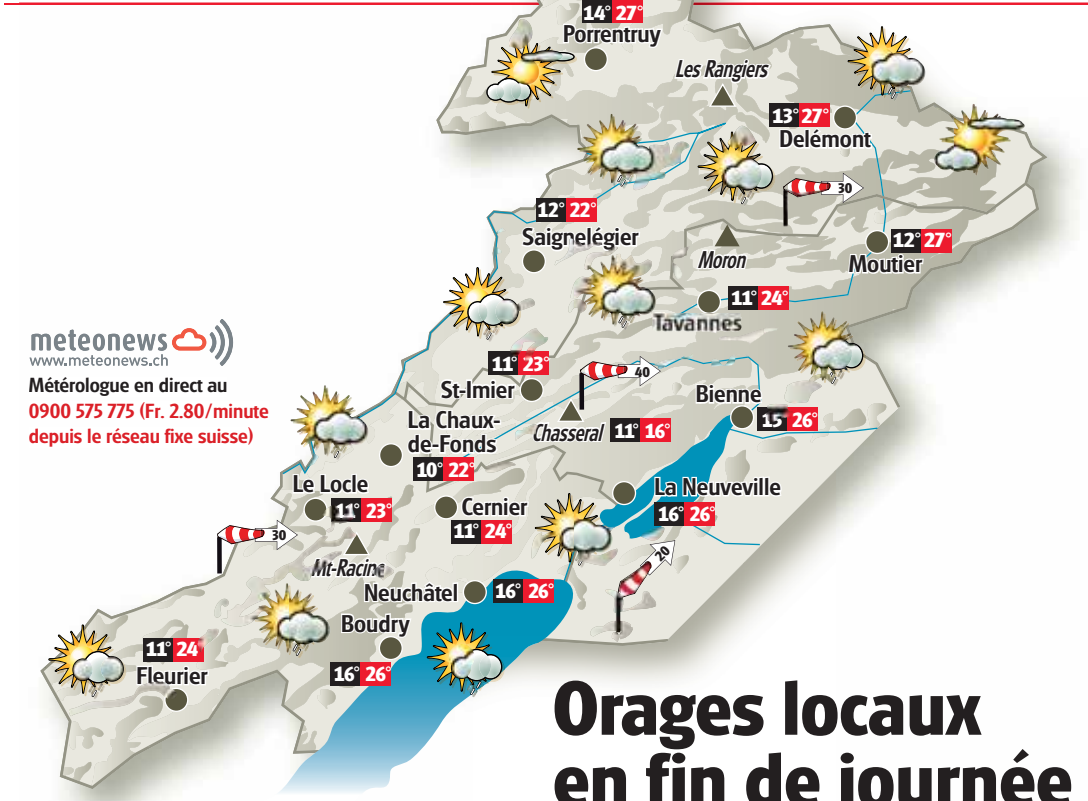 14° 27°
Porrentruy
Les Rangiers
13° 27°
Delémont
30
12° 22°
Saignelégier
Moron
12° 27°
Moutier
11° 24°
Tavannes
meteonews
www.meteonews.ch
Métérologue en direct au
0900 575 775 (Fr. 2.80/minute
depuis le réseau fixe suisse)
11° 23°
St-Imier
40
Chasseral 11° 16°
Bienne
15° 26°
La Chaux-
de-Fonds
10° 22°
Le Locle
11° 23°
Cernier
11° 24°
La Neuveville
16° 26°
30
Mt-Racine
20
Neuchâtel 16° 26°
Boudry
16° 26°
11° 24°
Fleurier
Orages locaux
en fin de journée